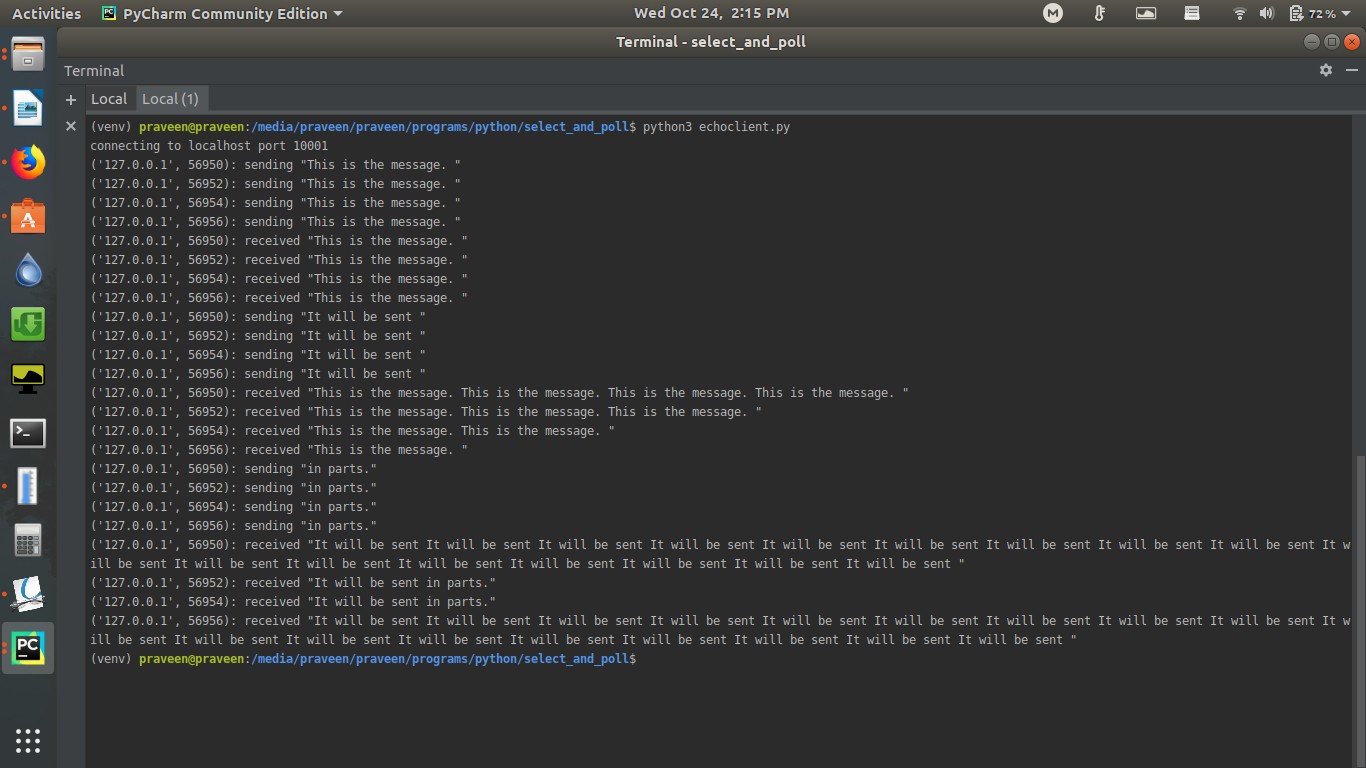 Activities PyCharm Community Edition Wed Oct 24, 2:15 PM M 72%
Terminal - select_and_poll
Terminal
+ Local Local (1)
(venv) praveen@praveen:/media/praveen/praveen/programs/python/select_and_poll$ python3 echoclient.py
connecting to localhost port 10001
('127.0.0.1', 56950): sending "This is the message. "
('127.0.0.1', 56952): sending "This is the message. "
('127.0.0.1', 56954): sending "This is the message. "
('127.0.0.1', 56956): sending "This is the message. "
('127.0.0.1', 56950): received "This is the message. "
('127.0.0.1', 56952): received "This is the message. "
('127.0.0.1', 56954): received "This is the message. "
('127.0.0.1', 56956): received "This is the message. "
('127.0.0.1', 56950): sending "It will be sent "
('127.0.0.1', 56952): sending "It will be sent "
('127.0.0.1', 56954): sending "It will be sent "
('127.0.0.1', 56956): sending "It will be sent "
('127.0.0.1', 56950): received "This is the message. This is the message. This is the message. This is the message. "
('127.0.0.1', 56952): received "This is the message. This is the message. This is the message. "
('127.0.0.1', 56954): received "This is the message. This is the message. "
('127.0.0.1', 56956): received "This is the message. "
('127.0.0.1', 56950): sending "in parts."
('127.0.0.1', 56952): sending "in parts."
('127.0.0.1', 56954): sending "in parts."
('127.0.0.1', 56956): sending "in parts."
('127.0.0.1', 56950): received "It will be sent It will be sent It will be sent It will be sent It will be sent It will be sent It will be sent It will be sent It will be sent It w
ill be sent It will be sent It will be sent It will be sent It will be sent It will be sent It will be sent It will be sent "
('127.0.0.1', 56952): received "It will be sent in parts."
('127.0.0.1', 56954): received "It will be sent in parts."
('127.0.0.1', 56956): received "It will be sent It will be sent It will be sent It will be sent It will be sent It will be sent It will be sent It will be sent It will be sent It w
ill be sent It will be sent It will be sent It will be sent It will be sent It will be sent It will be sent It will be sent It will be sent "
(venv) praveen@praveen:/media/praveen/praveen/programs/python/select_and_poll$
PC